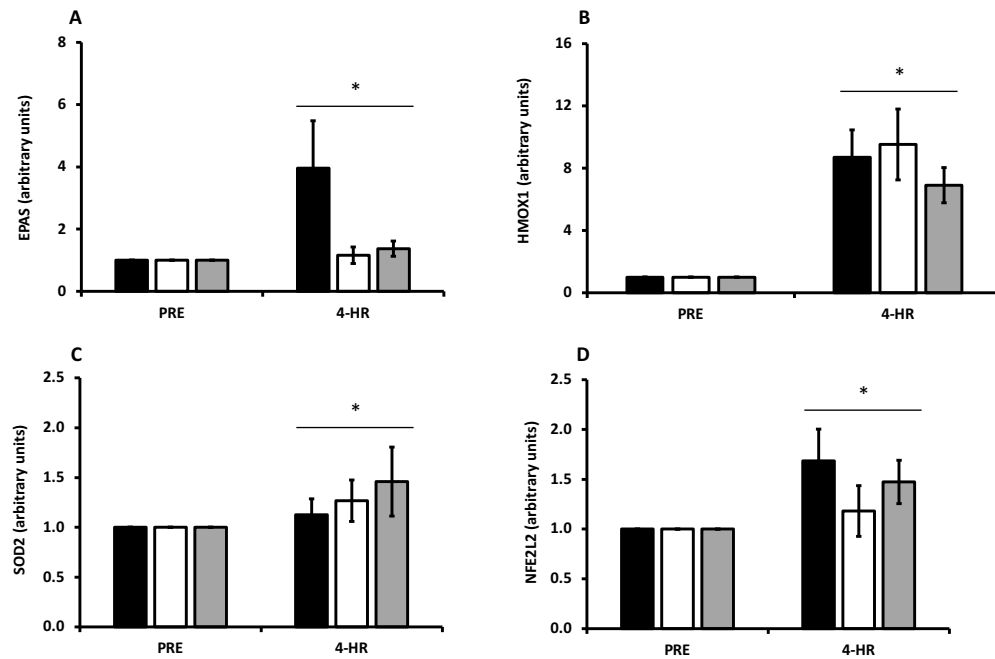 A
EPAS (arbitrary units)
8
6
4
2
0
*
PRE
4-HR
B
HMOX1 (arbitrary units)
16
12
8
4
0
*
PRE
4-HR
C
SOD2 (arbitrary units)
2.5
2.0
1.5
1.0
0.5
0.0
*
PRE
4-HR
D
NFE2L2 (arbitrary units)
2.5
2.0
1.5
1.0
0.5
0.0
*
PRE
4-HR